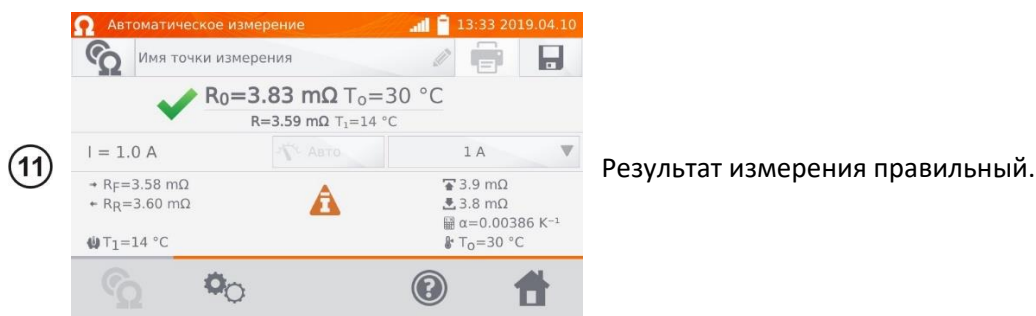 Автоматическое измерение 13:33 2019.04.10
Имя точки измерения
R₀=3.83 mΩ Tₒ=30 °C
R=3.59 mΩ T₁=14 °C
11
I = 1.0 A Авто 1 A
Результат измерения правильный.
RF=3.58 mΩ 3.9 mΩ
RR=3.60 mΩ 3.8 mΩ
α=0.00386 K⁻¹
T₁=14 °C Tₒ=30 °C